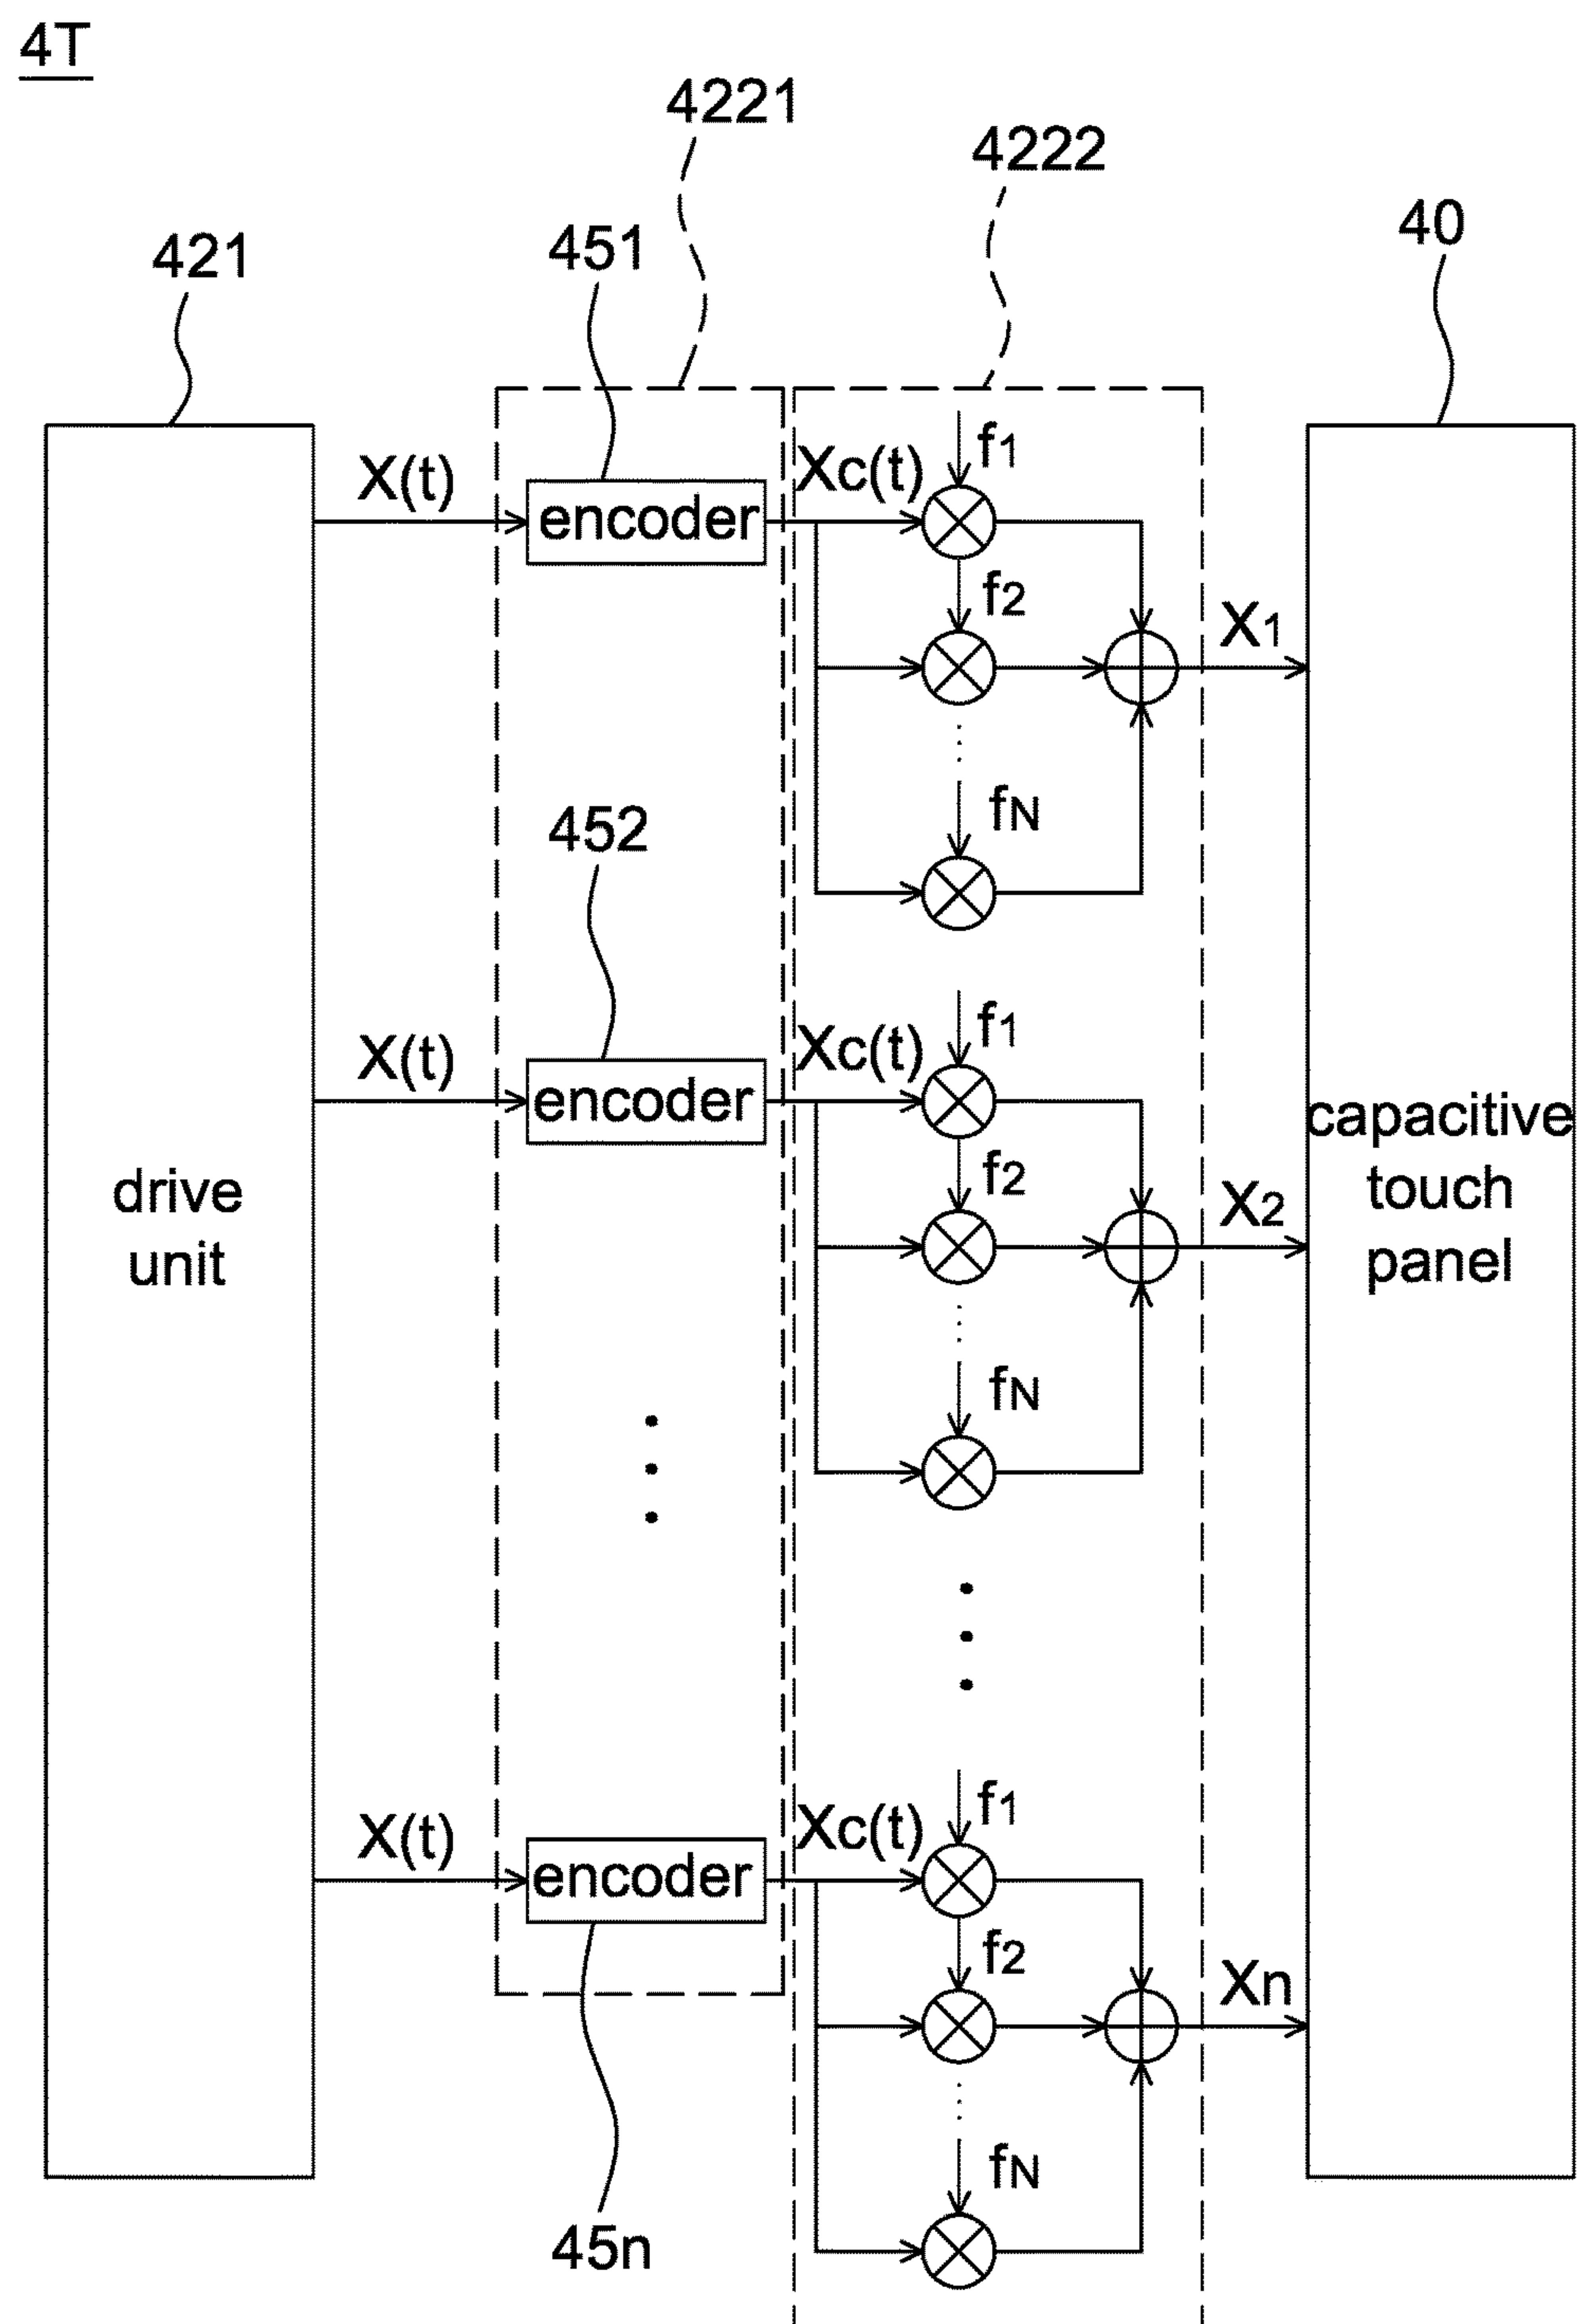 4T
4221
4222
40
451
421
f1
X(t)
Xc(t)
encoder
f2
X1
fN
452
f1
X(t)
Xc(t)
encoder
capacitive
touch
panel
f2
drive
unit
X2
fN
f1
X(t)
Xc(t)
encoder
f2
Xn
fN
45n